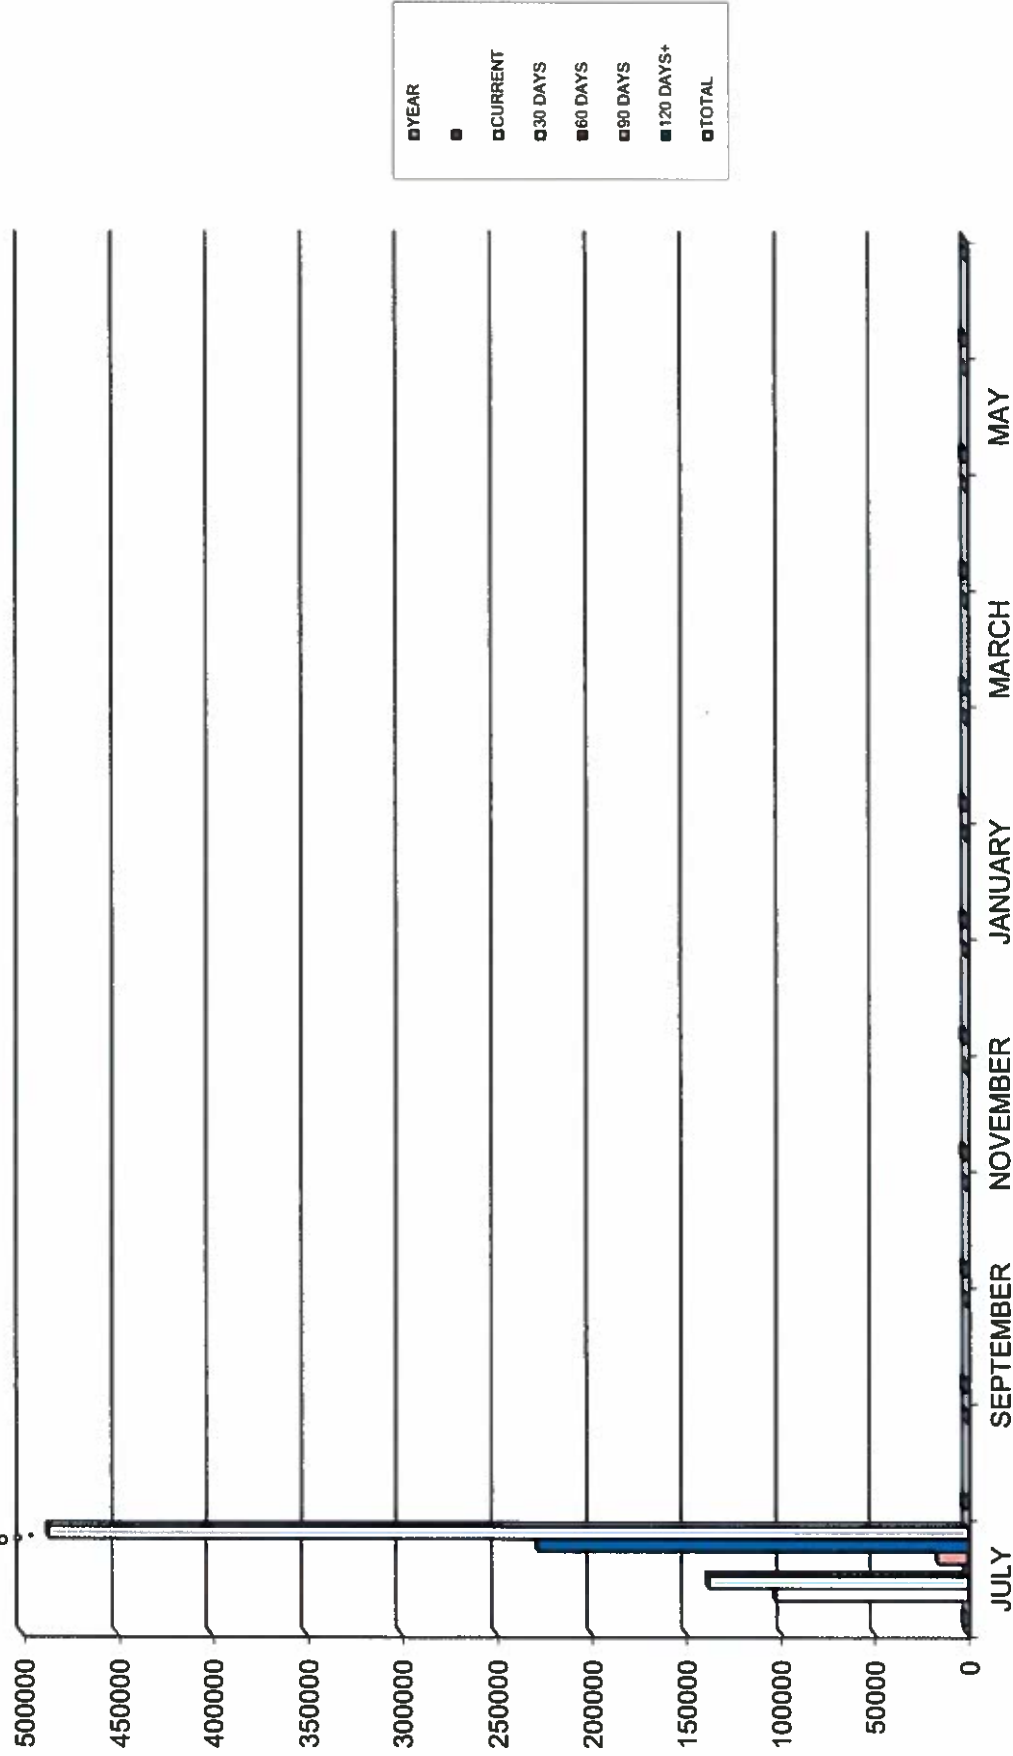 500000
450000
400000
350000
300000
250000
200000
150000
100000
50000
0
JULY
SEPTEMBER
NOVEMBER
JANUARY
MARCH
MAY
YEAR
CURRENT
30 DAYS
60 DAYS
90 DAYS
120 DAYS+
TOTAL